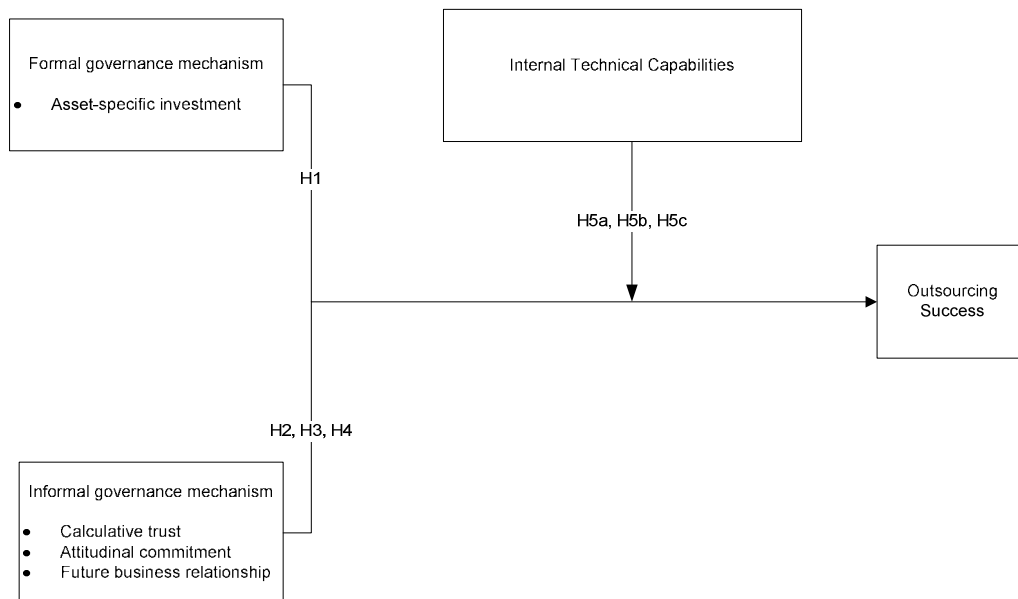 Formal governance mechanism
• Asset-specific investment
Internal Technical Capabilities
H1
H5a, H5b, H5c
Outsourcing
Success
H2, H3, H4
Informal governance mechanism
• Calculative trust
• Attitudinal commitment
• Future business relationship